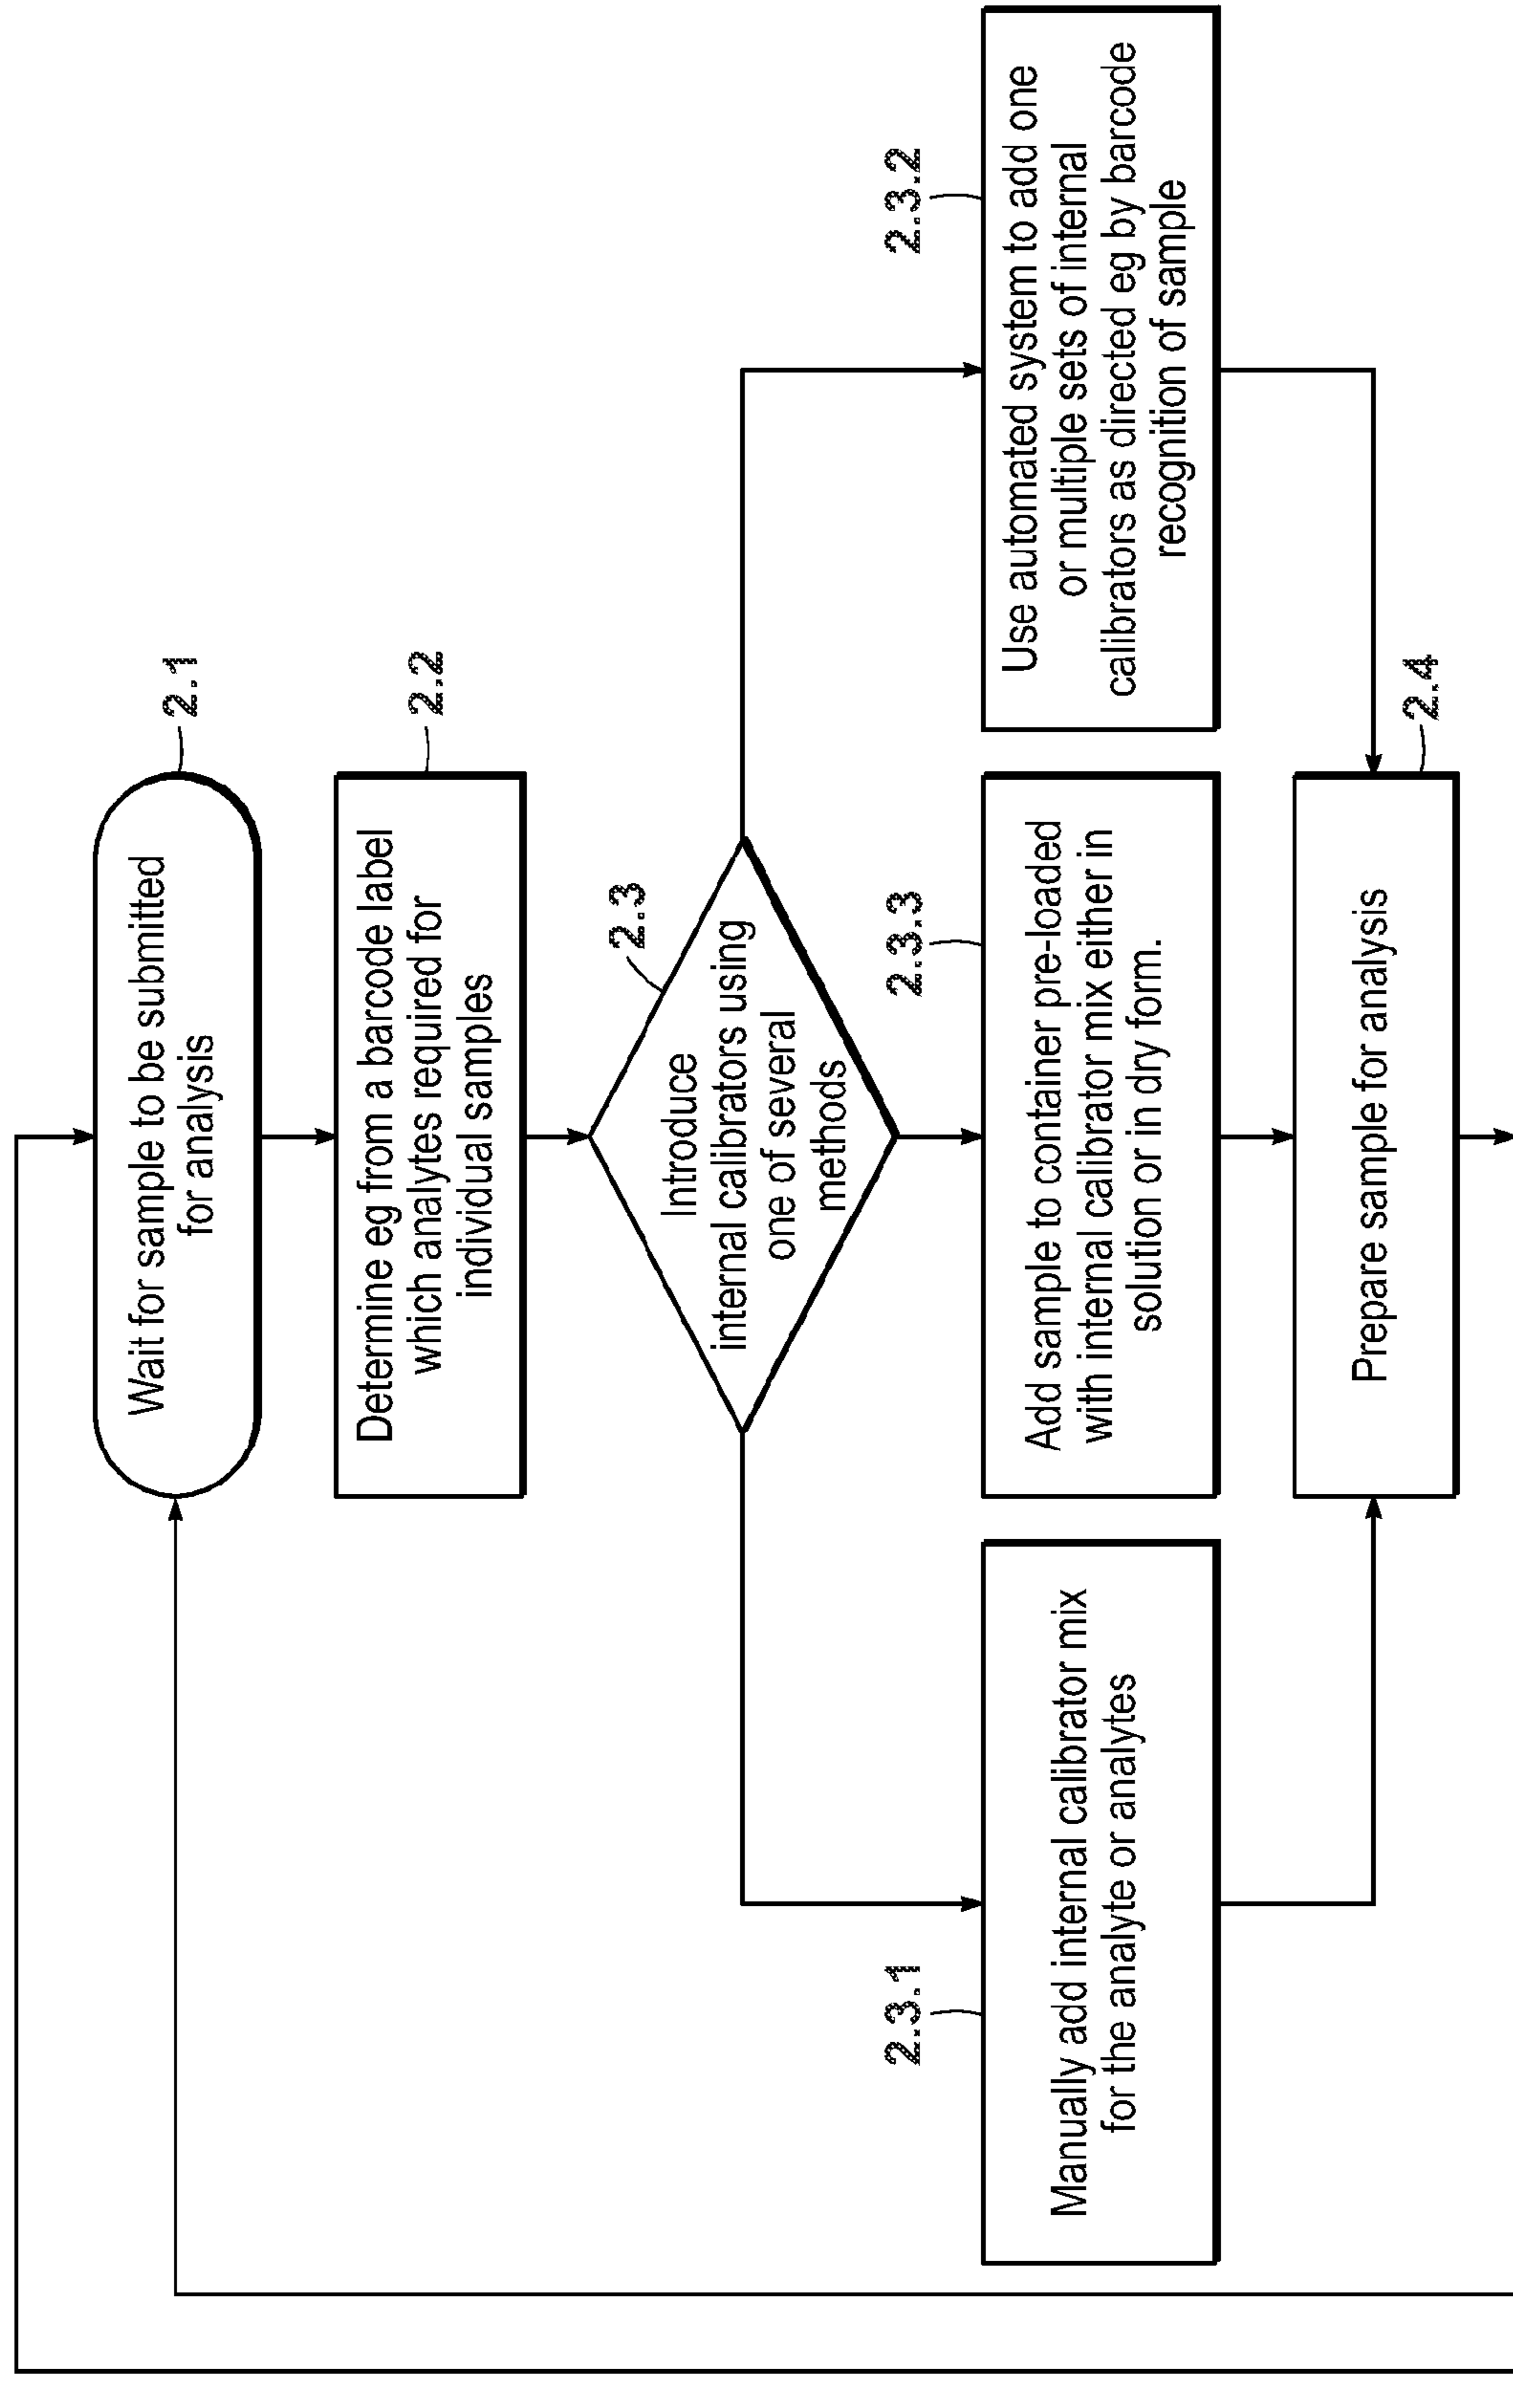 2.1
Wait for sample to be submitted
for analysis
2.2
Determine eg from a barcode label
which analytes required for
individual samples
2.3
Introduce
internal calibrators using
one of several
methods
2.3.1
Manually add internal calibrator mix
for the analyte or analytes
2.3.3
Add sample to container pre-loaded
with internal calibrator mix either in
solution or in dry form.
2.3.2
Use automated system to add one
or multiple sets of internal
calibrators as directed eg by barcode
recognition of sample
2.4
Prepare sample for analysis